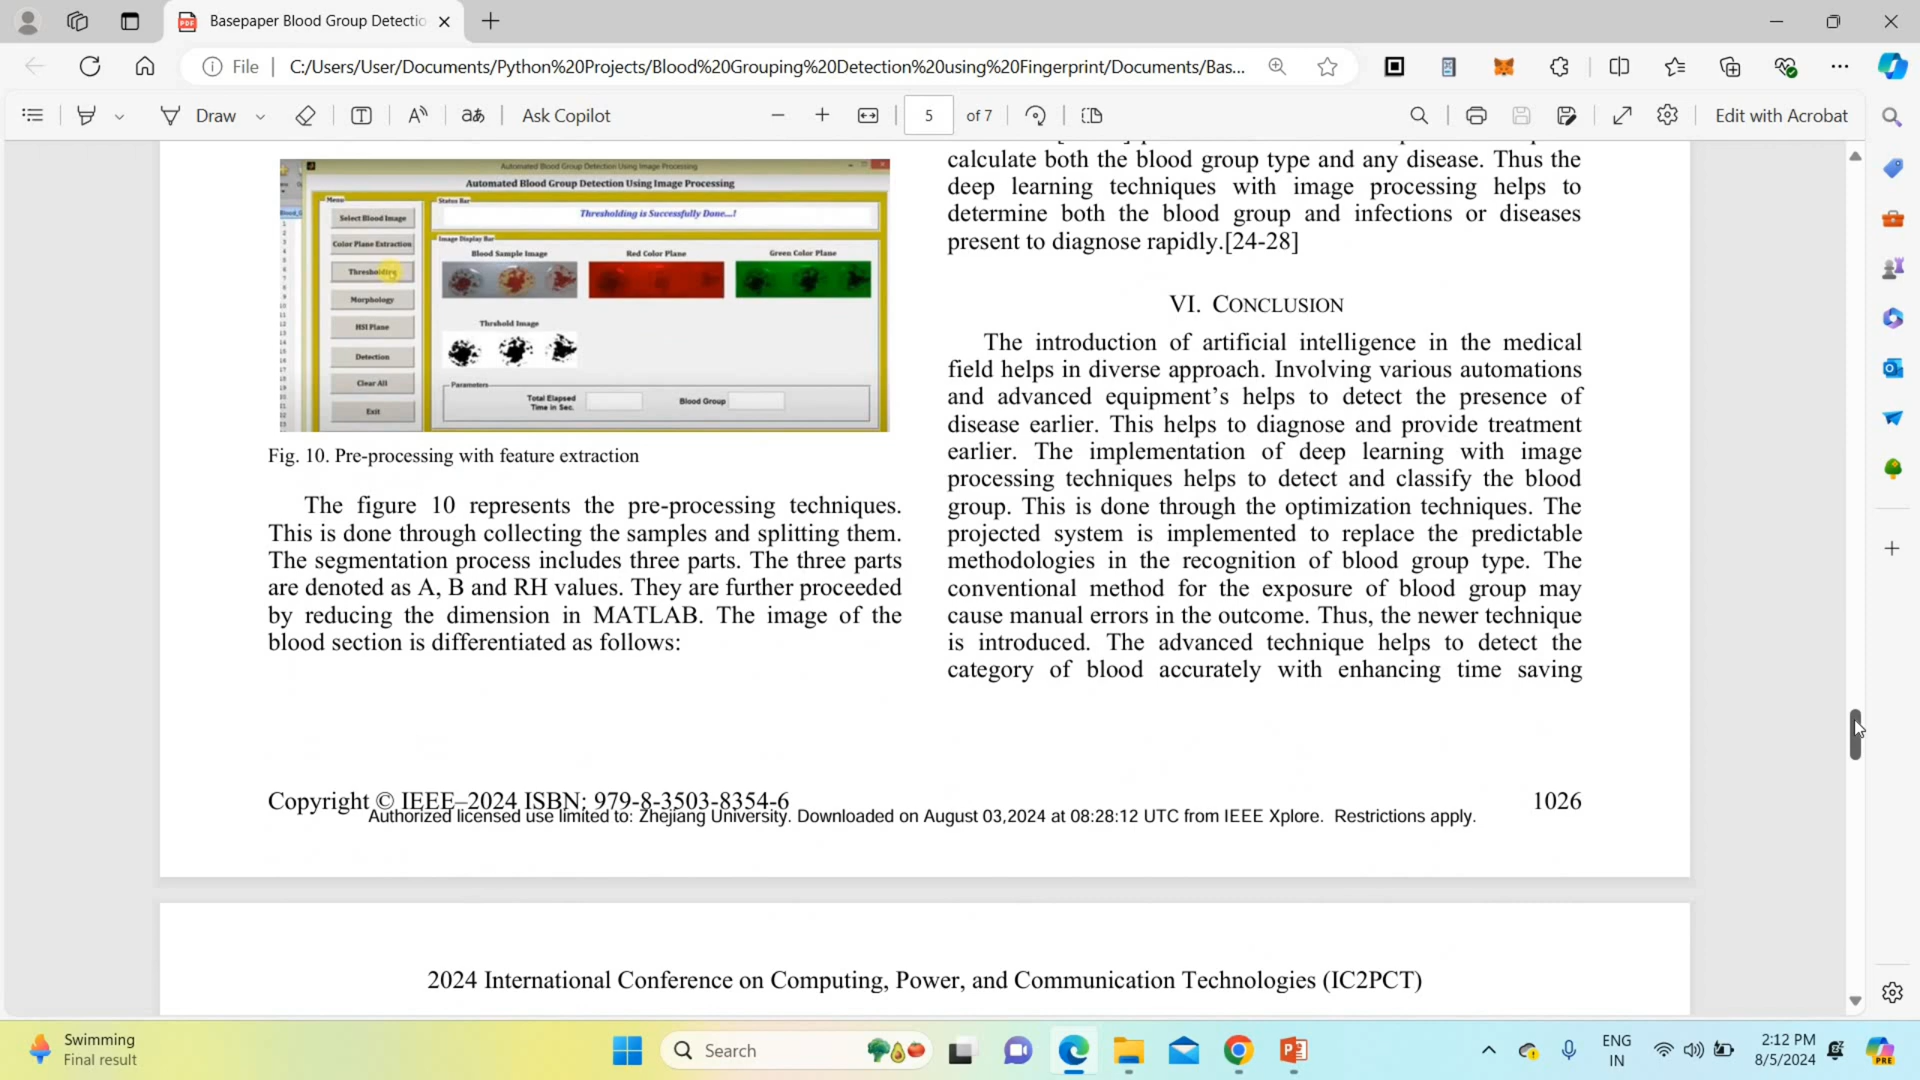 Basepaper Blood Group Detectio
File
C:/Users/User/Documents/Python%20Projects/Blood%20Grouping%20Detection%20using%20Fingerprint/Documents/Bas...
Draw
aあ
Ask Copilot
5 of 7
Edit with Acrobat
Automated Blood Group Detection Using Image Processing
Automated Blood Group Detection Using Image Processing
Menu
Select Blood Image
Color Plane Extraction
Thresholding
Morphology
HSI Plane
Detection
Clear All
Exit
Status Bar
Thresholding is Successfully Done...!
Image Display Bar
Blood Sample Image
Red Color Plane
Green Color Plane
Thrshold Image
Parameters
Total Elapsed
Time in Sec.
Blood Group
Fig. 10. Pre-processing with feature extraction
The figure 10 represents the pre-processing techniques.
This is done through collecting the samples and splitting them.
The segmentation process includes three parts. The three parts
are denoted as A, B and RH values. They are further proceeded
by reducing the dimension in MATLAB. The image of the
blood section is differentiated as follows:
calculate both the blood group type and any disease. Thus the
deep learning techniques with image processing helps to
determine both the blood group and infections or diseases
present to diagnose rapidly.[24-28]
VI. CONCLUSION
The introduction of artificial intelligence in the medical
field helps in diverse approach. Involving various automations
and advanced equipment's helps to detect the presence of
disease earlier. This helps to diagnose and provide treatment
earlier. The implementation of deep learning with image
processing techniques helps to detect and classify the blood
group. This is done through the optimization techniques. The
projected system is implemented to replace the predictable
methodologies in the recognition of blood group type. The
conventional method for the exposure of blood group may
cause manual errors in the outcome. Thus, the newer technique
is introduced. The advanced technique helps to detect the
category of blood accurately with enhancing time saving
Copyright © IEEE–2024 ISBN: 979-8-3503-8354-6
1026
Authorized licensed use limited to: Zhejiang University. Downloaded on August 03,2024 at 08:28:12 UTC from IEEE Xplore. Restrictions apply.
2024 International Conference on Computing, Power, and Communication Technologies (IC2PCT)
Swimming
Final result
Search
ENG
IN
2:12 PM
8/5/2024
PRE